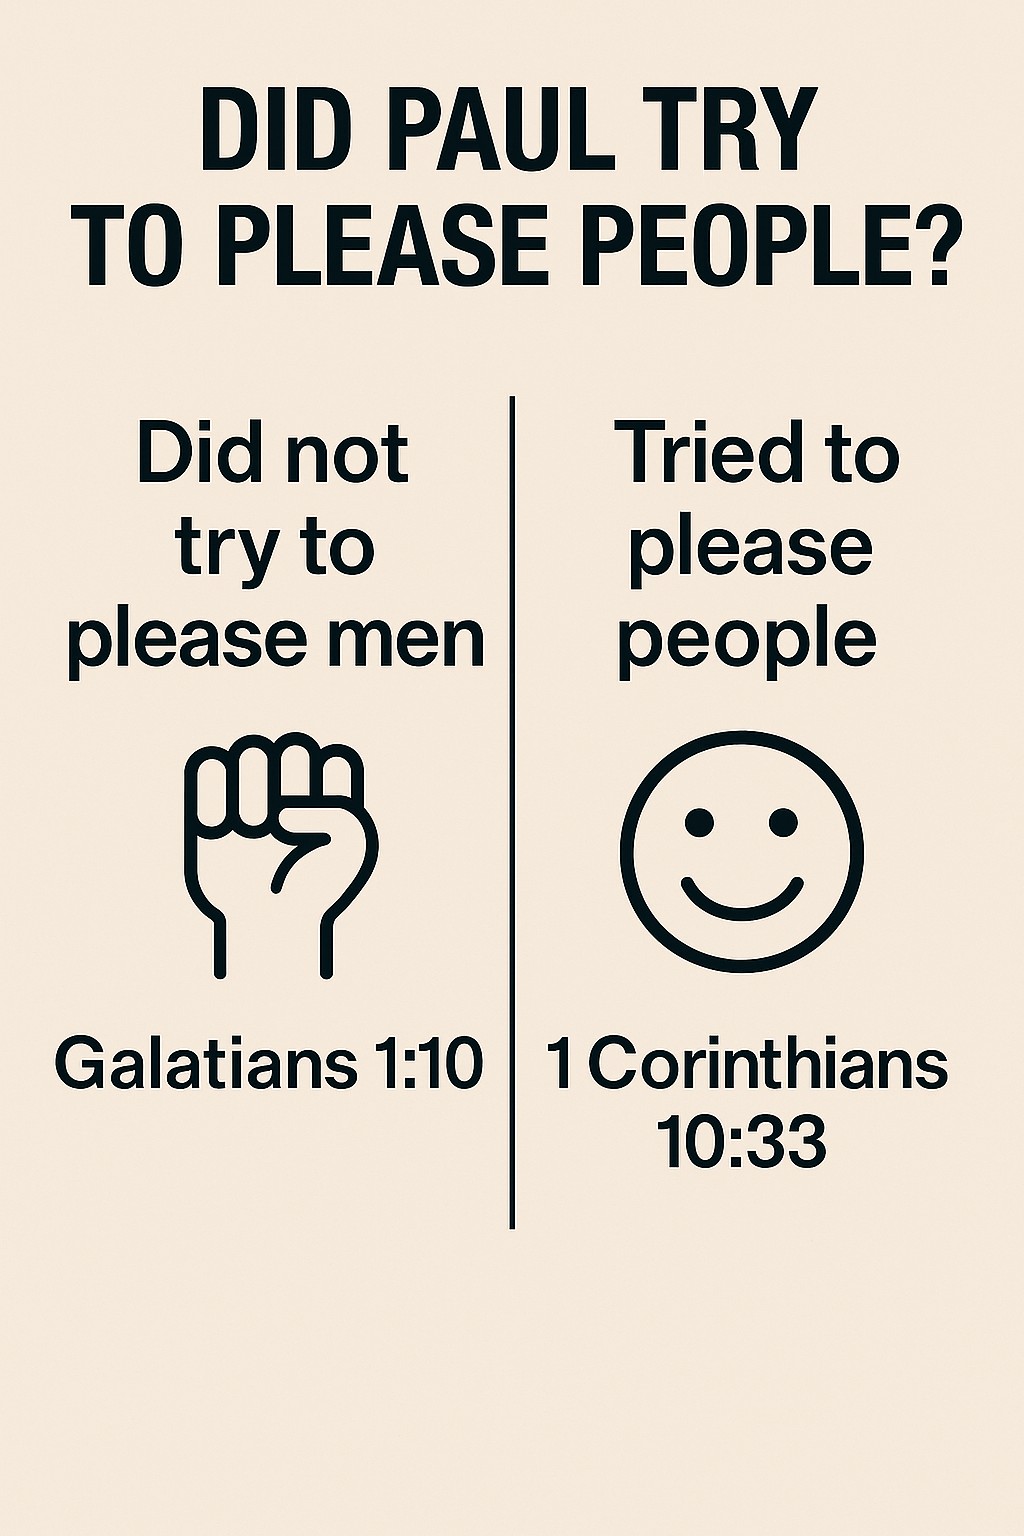 DID PAUL TRY
TO PLEASE PEOPLE?
Did not
try to
please men
Galatians 1:10
Tried to
please
people
1 Corinthians
10:33